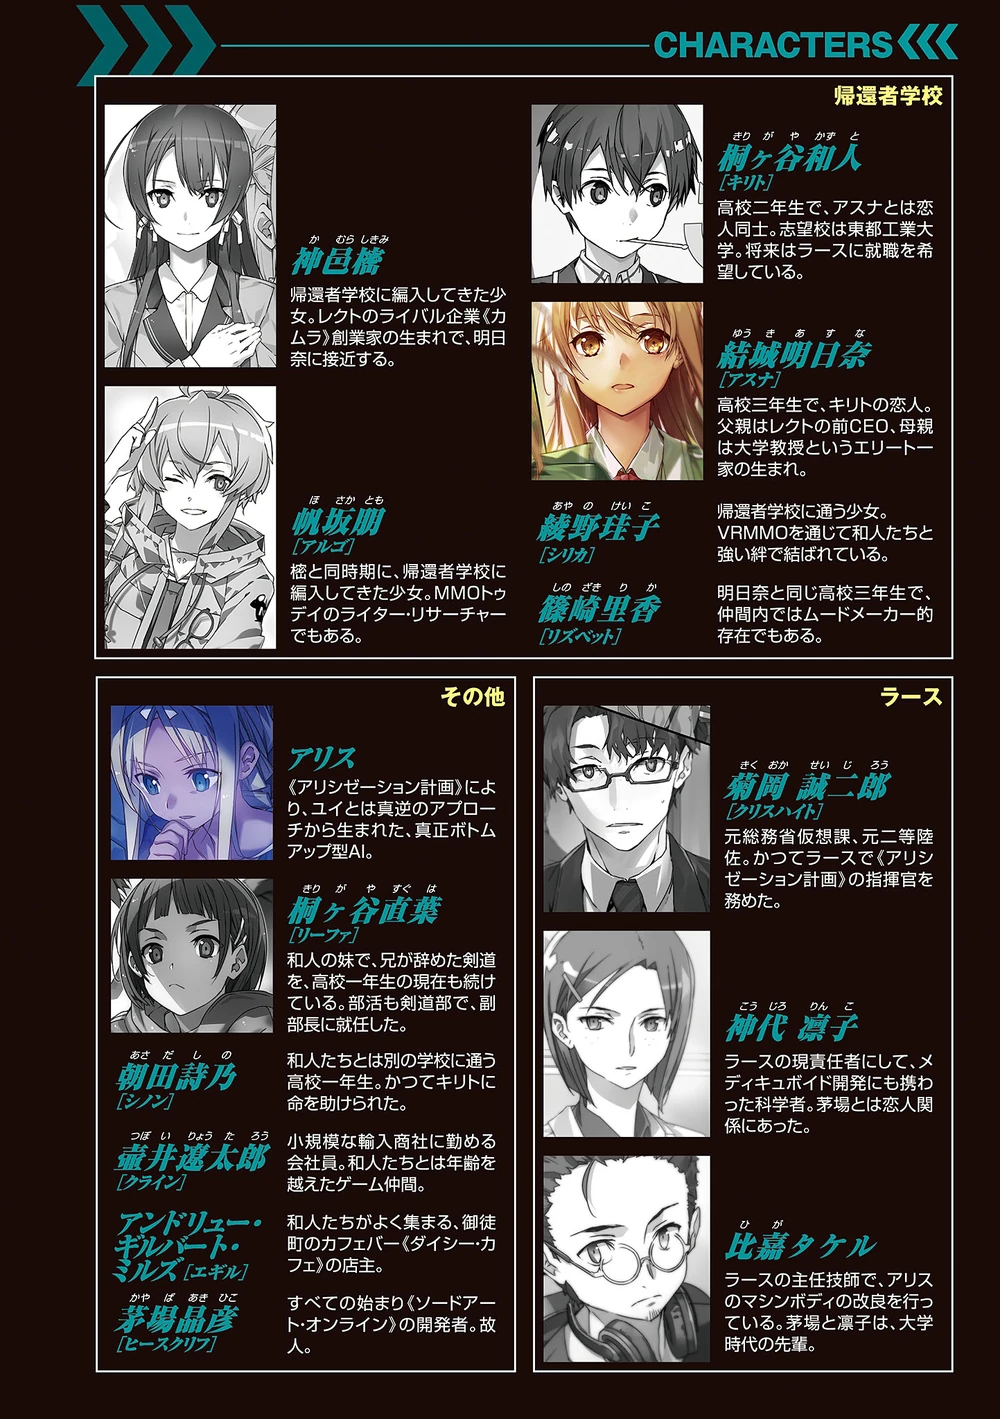 CHARACTERS
帰還者学校
きり が や かず と
桐ヶ谷和人
[キリト]
高校二年生で、アスナとは恋
人同士。志望校は東都工業大
学。将来はラースに就職を希
望している。
ゆう き あ す な
結城明日奈
[アスナ]
高校三年生で、キリトの恋人。
父親はレクトの前CEO、母親
は大学教授というエリート一
家の生まれ。
あや の けい こ
綾野珪子
[シリカ]
帰還者学校に通う少女。
VRMMOを通じて和人たちと
強い絆で結ばれている。
しの ざき り か
篠崎里香
[リズベット]
明日奈と同じ高校三年生で、
仲間内ではムードメーカー的
存在でもある。
か むら しきみ
神邑樒
帰還者学校に編入してきた少
女。レクトのライバル企業《カ
ムラ》創業家の生まれで、明日
奈に接近する。
ほ さか とも
帆坂朋
[アルゴ]
樒と同時期に、帰還者学校に
編入してきた少女。MMOトゥ
デイのライター・リサーチャー
でもある。
ラース
きく おか せい じ ろう
菊岡 誠二郎
[クリスハイト]
元総務省仮想課、元二等陸
佐。かつてラースで《アリシ
ゼーション計画》の指揮官を
務めた。
こう じろ りん こ
神代 凛子
ラースの現責任者にして、メ
ディキュボイド開発にも携わ
った科学者。茅場とは恋人関
係にあった。
ひ が
比嘉タケル
ラースの主任技師で、アリス
のマシンボディの改良を行っ
ている。茅場と凛子は、大学
時代の先輩。
その他
アリス
《アリシゼーション計画》によ
り、ユイとは真逆のアプロー
チから生まれた、真正ボトム
アップ型AI。
きり が や すぐ は
桐ヶ谷直葉
[リーファ]
和人の妹で、兄が辞めた剣道
を、高校一年生の現在も続け
ている。部活も剣道部で、副
部長に就任した。
あさ だ し の
朝田詩乃
[シノン]
和人たちとは別の学校に通う
高校一年生。かつてキリトに
命を助けられた。
つぼ い りょう た ろう
壷井遼太郎
[クライン]
小規模な輸入商社に勤める
会社員。和人たちとは年齢を
越えたゲーム仲間。
アンドリュー・
ギルバート・
ミルズ[エギル]
和人たちがよく集まる、御徒
町のカフェバー《ダイシー・カ
フェ》の店主。
かや ば あき ひこ
茅場晶彦
[ヒースクリフ]
すべての始まり《ソードアー
ト・オンライン》の開発者。故
人。